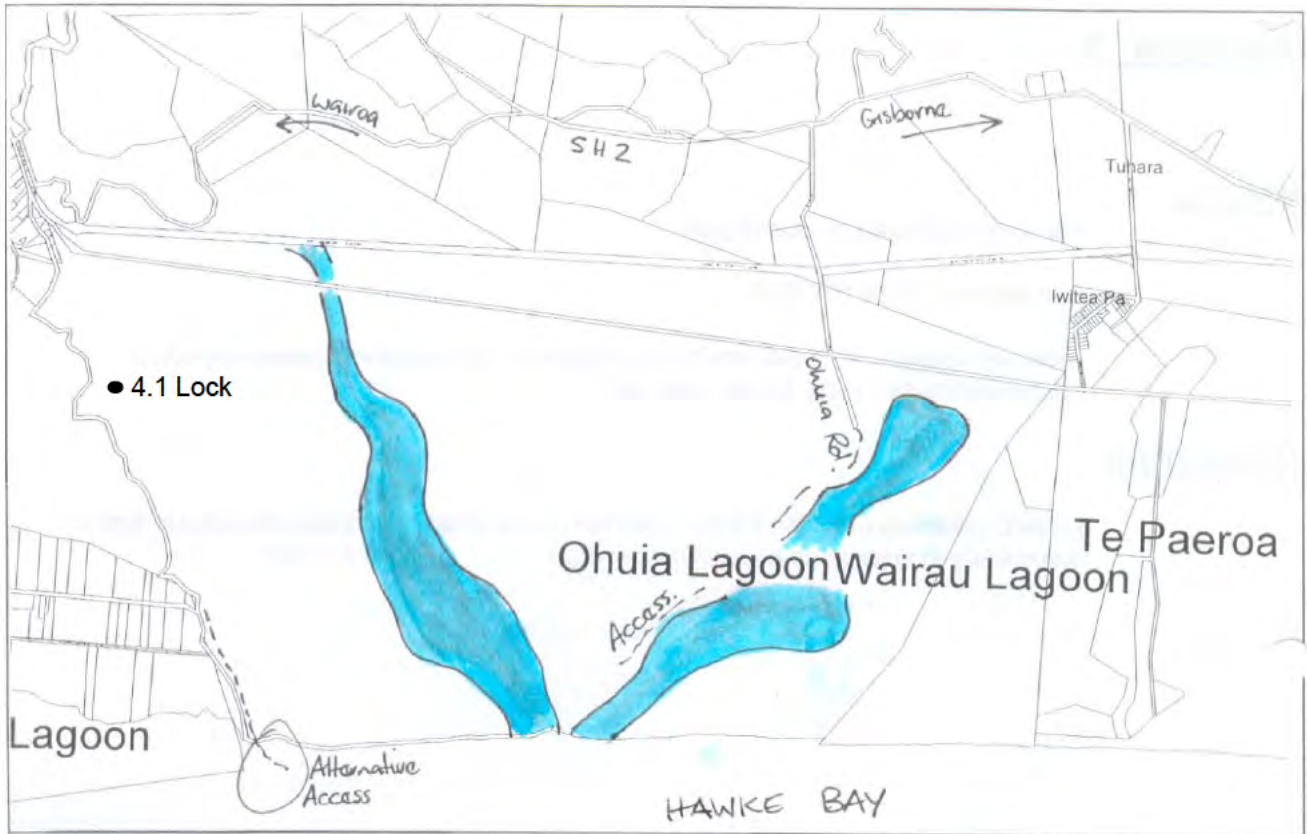 Wairoa
Gisborne
SH2
Tuhara
Iwitea Pa
4.1 Lock
Ohuia Rd.
Te Paeroa
Ohuia Lagoon Wairau Lagoon
Access.
Lagoon
Alternative
Access
HAWKE BAY